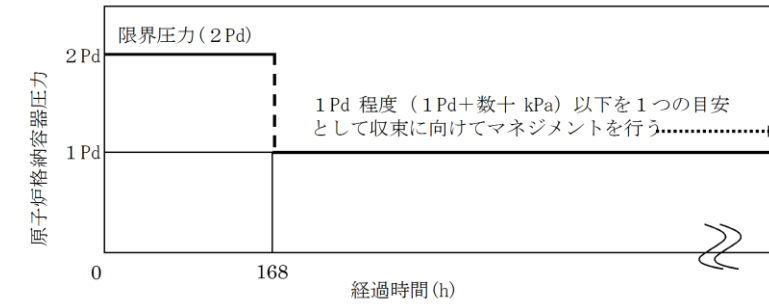 限界圧力(2Pd)
2Pd
1Pd 程度（1Pd＋数十 kPa）以下を１つの目安
として収束に向けてマネジメントを行う
1Pd
原子炉格納容器圧力
0
168
経過時間(h)